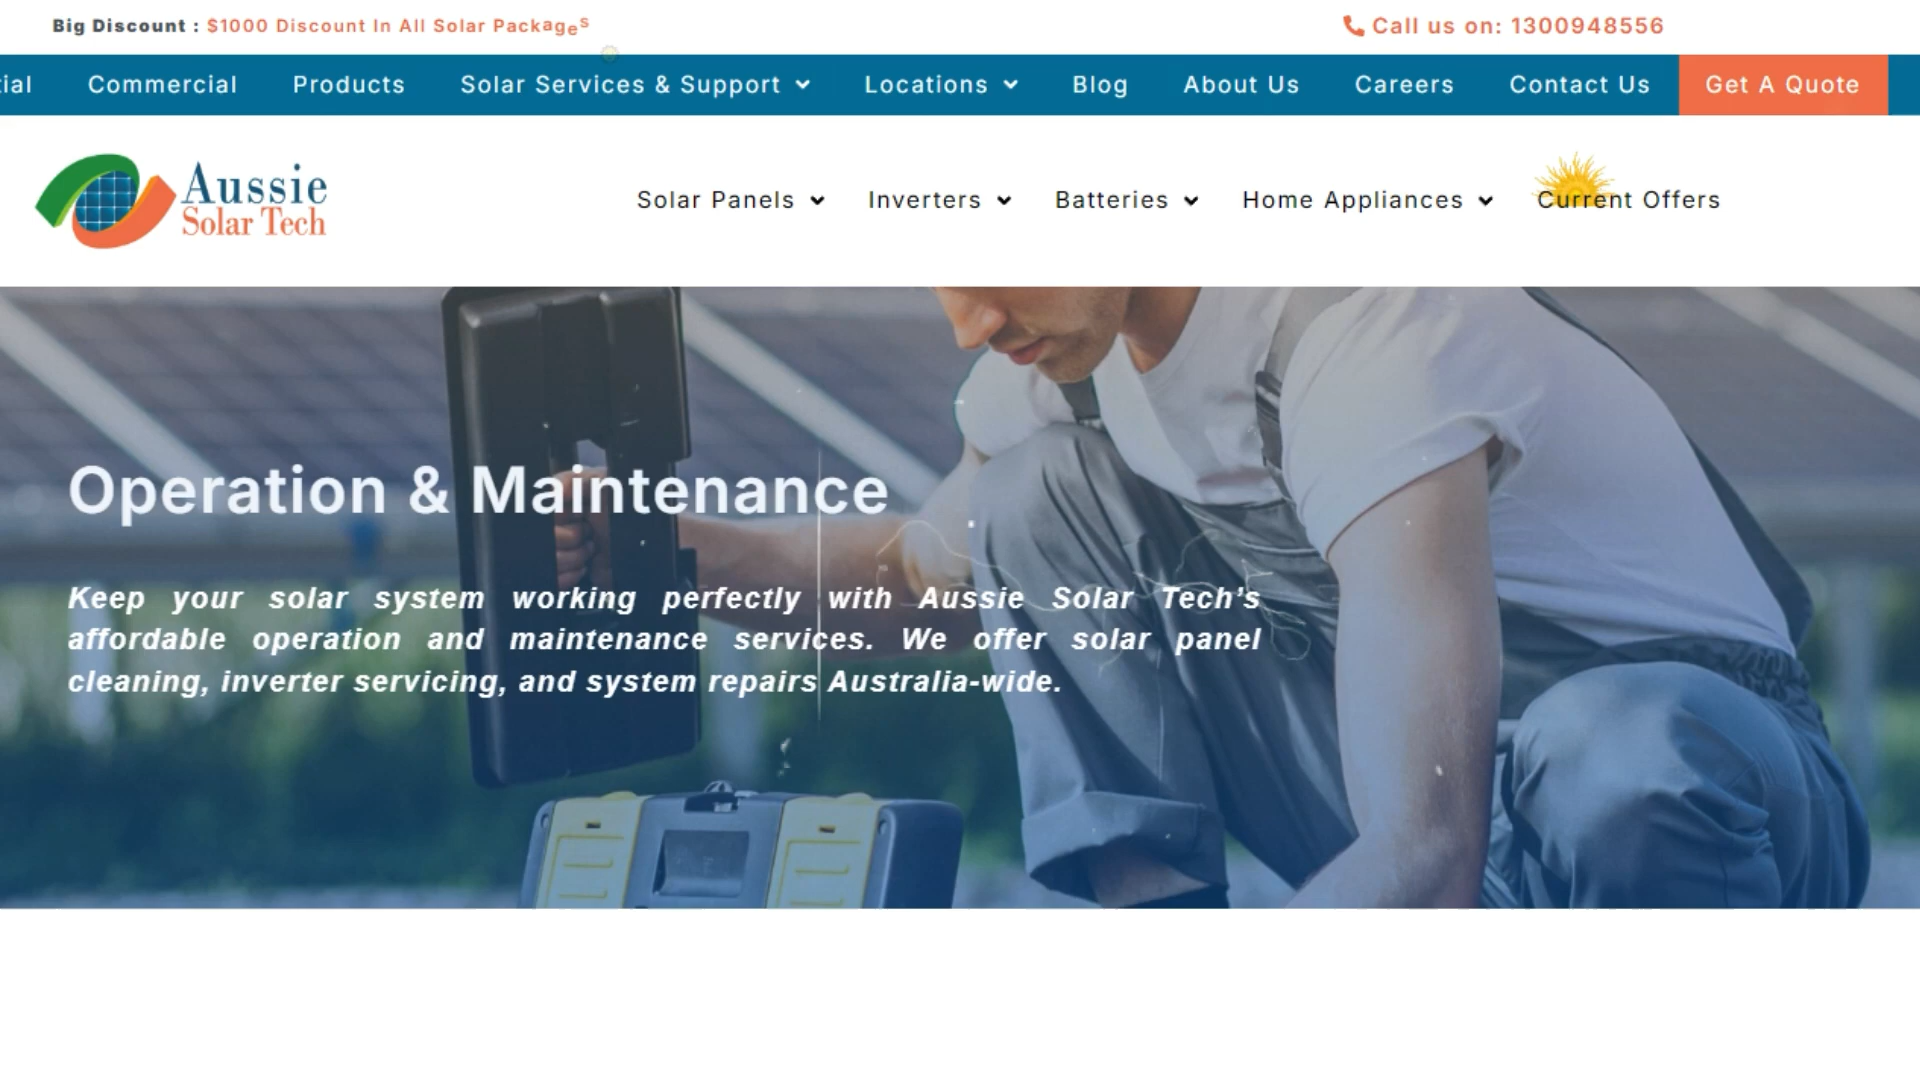 Big Discount : $1000 Discount In All Solar Packages
Call us on: 1300948556
tial Commercial Products Solar Services & Support Locations Blog About Us Careers Contact Us Get A Quote
Aussie
Solar Tech
Solar Panels Inverters Batteries Home Appliances Current Offers
Operation & Maintenance
Keep your solar system working perfectly with Aussie Solar Tech’s
affordable operation and maintenance services. We offer solar panel
cleaning, inverter servicing, and system repairs Australia-wide.